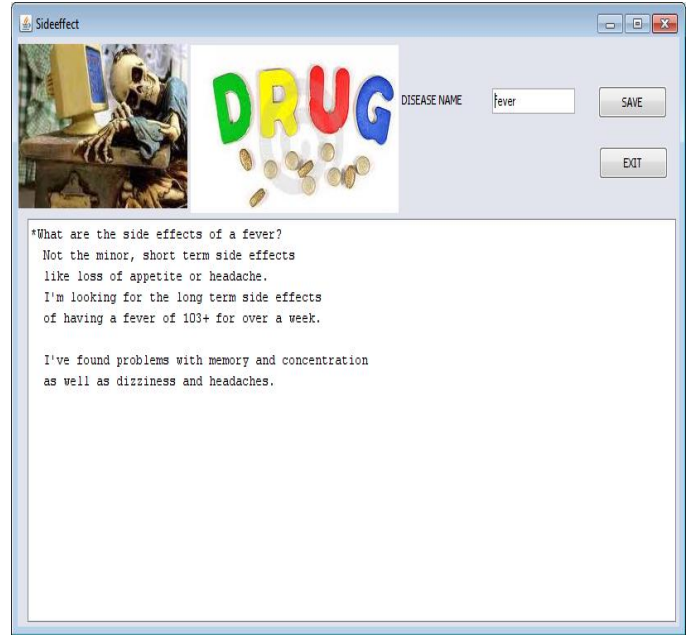 Sideeffect
DRUG
DISEASE NAME
fever
SAVE
EXIT
*What are the side effects of a fever?
Not the minor, short term side effects
like loss of appetite or headache.
I'm looking for the long term side effects
of having a fever of 103+ for over a week.
I've found problems with memory and concentration
as well as dizziness and headaches.